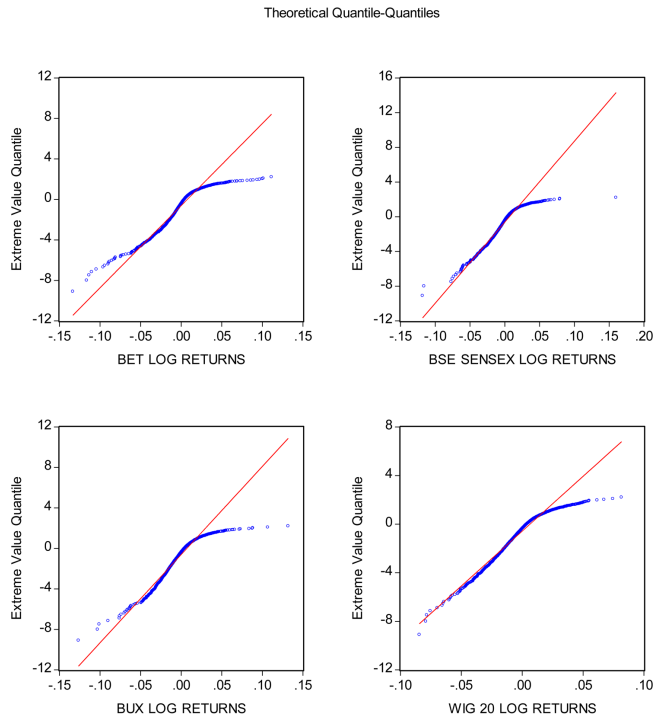 Theoretical Quantile-Quantiles
Extreme Value Quantile
12
8
4
0
-4
-8
-12
-.15 -.10 -.05 .00 .05 .10 .15
BET LOG RETURNS
Extreme Value Quantile
16
12
8
4
0
-4
-8
-12
-.15 -.10 -.05 .00 .05 .10 .15 .20
BSE SENSEX LOG RETURNS
Extreme Value Quantile
12
8
4
0
-4
-8
-12
-.15 -.10 -.05 .00 .05 .10 .15
BUX LOG RETURNS
Extreme Value Quantile
8
4
0
-4
-8
-12
-.10 -.05 .00 .05 .10
WIG 20 LOG RETURNS